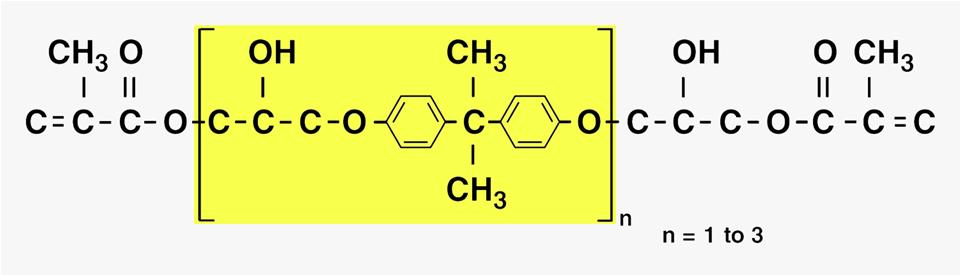 CH3 O OH CH3 OH O CH3
C=C-C-O-C-C-C-O-C-O-C-C-C-O-C-C=C
CH3
n
n = 1 to 3